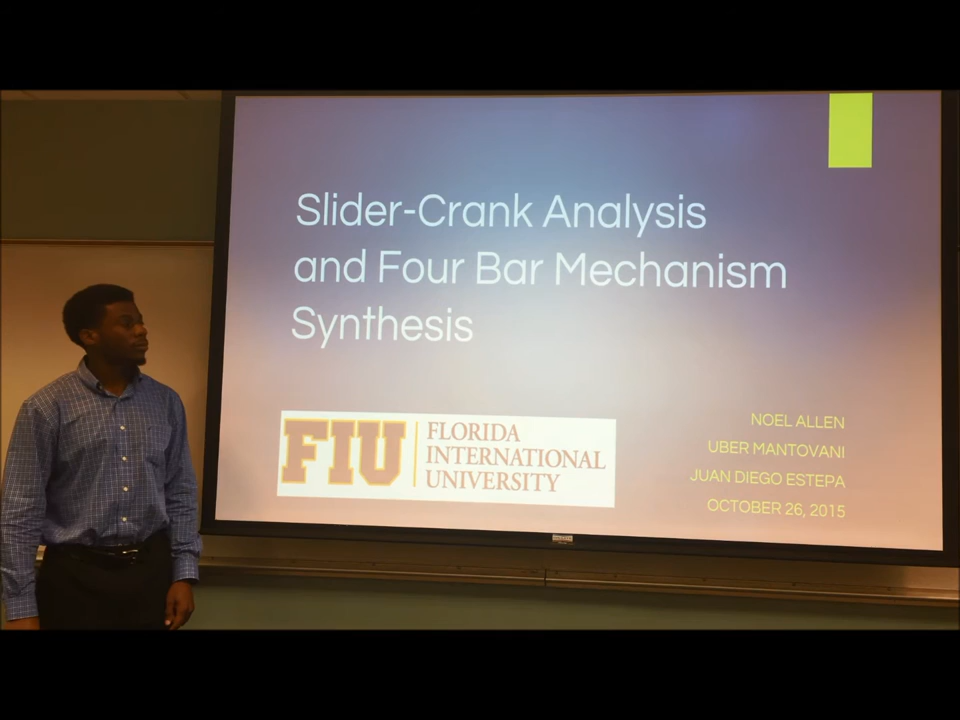 Slider-Crank Analysis
and Four Bar Mechanism
Synthesis
FIU
FLORIDA
INTERNATIONAL
UNIVERSITY
NOEL ALLEN
UBER MANTOVANI
JUAN DIEGO ESTEPA
OCTOBER 26, 2015